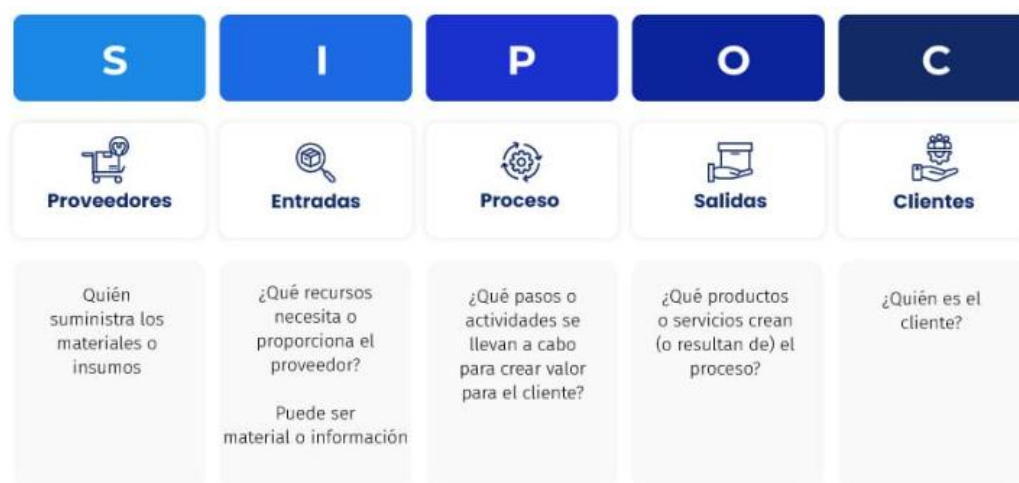 S
I
P
O
C
Proveedores
Entradas
Proceso
Salidas
Clientes
Quién
suministra los
materiales o
insumos
¿Qué recursos
necesita o
proporciona el
proveedor?
Puede ser
material o información
¿Qué pasos o
actividades se
llevan a cabo
para crear valor
para el cliente?
¿Qué productos
o servicios crean
(o resultan de) el
proceso?
¿Quién es el
cliente?